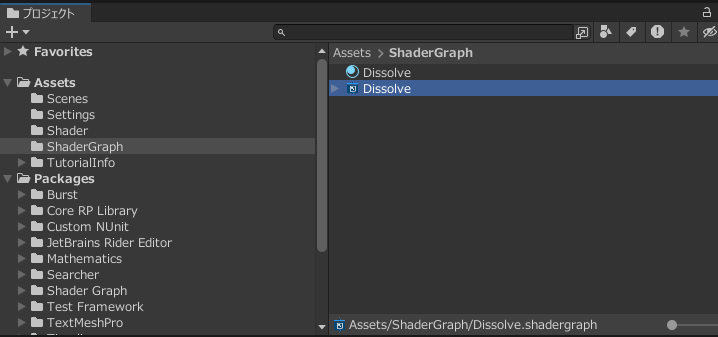 プロジェクト
Favorites
Assets
Scenes
Settings
Shader
ShaderGraph
TutorialInfo
Packages
Burst
Core RP Library
Custom NUnit
JetBrains Rider Editor
Mathematics
Searcher
Shader Graph
Test Framework
TextMeshPro
Assets > ShaderGraph
Dissolve
Dissolve
Assets/ShaderGraph/Dissolve.shadergraph